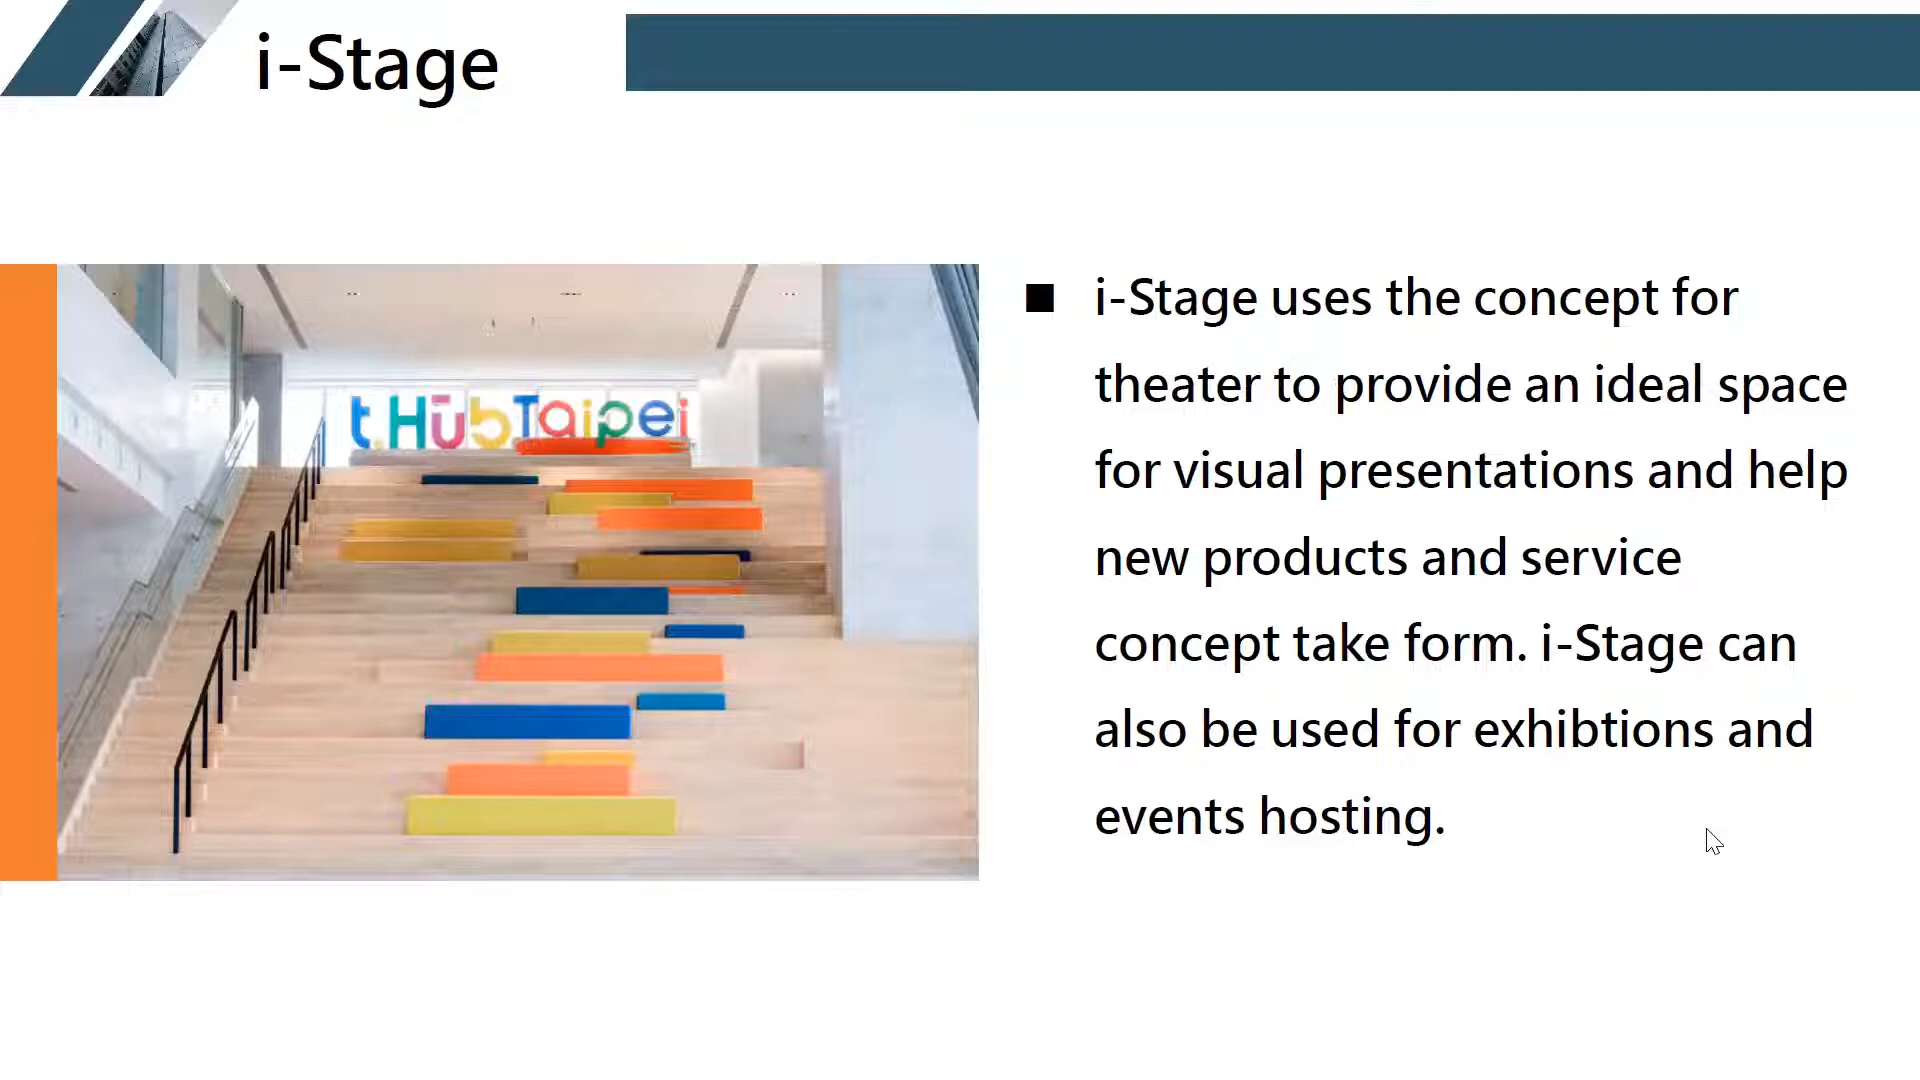 i-Stage
t.HūbTaipei
■ i-Stage uses the concept for
theater to provide an ideal space
for visual presentations and help
new products and service
concept take form. i-Stage can
also be used for exhibtions and
events hosting.